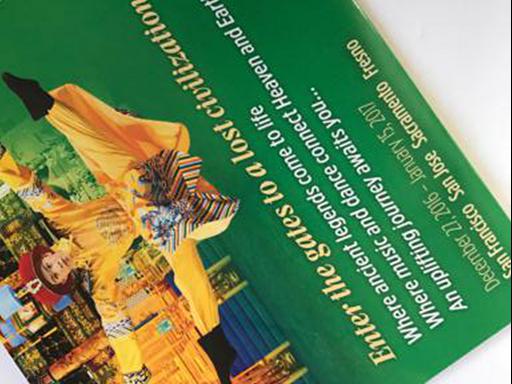 Enter the gates to a lost civilization
Where ancient legends come to life
Where music and dance connect Heaven and Earth
An uplifting journey awaits you...
December 27, 2016 – January 15, 2017
San Francisco San Jose Sacramento Fresno